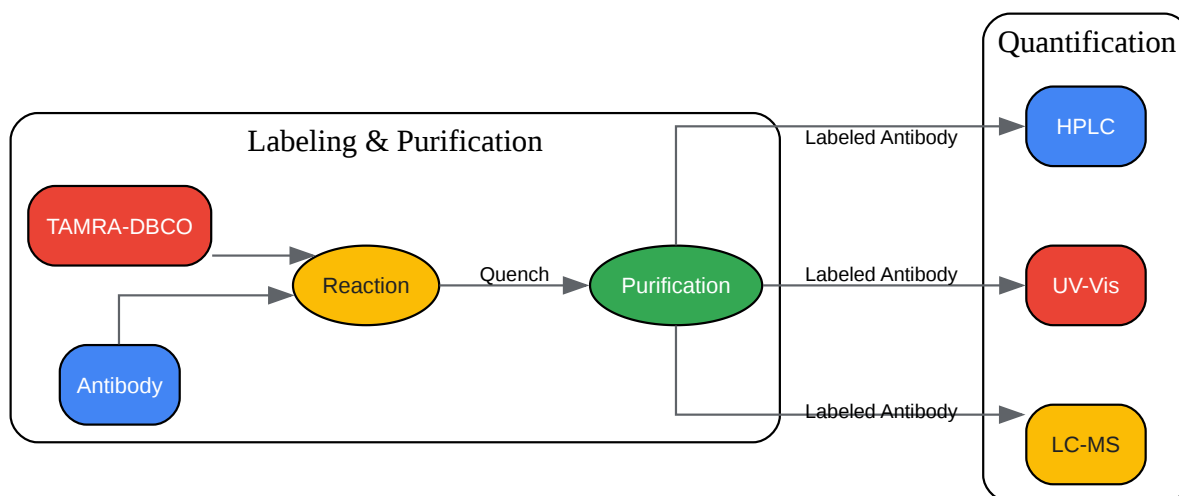 Quantification
HPLC
Labeling & Purification
Labeled Antibody
TAMRA-DBCO
Quench
Labeled Antibody
Reaction
Purification
UV-Vis
Antibody
Labeled Antibody
LC-MS